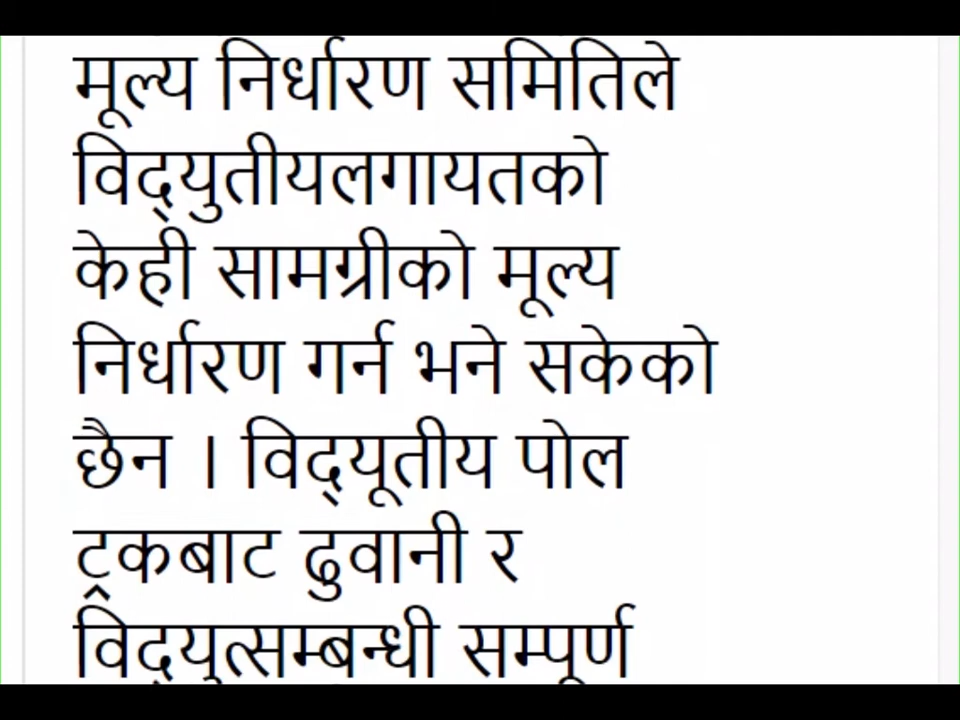 मूल्य निर्धारण समितिले
विद्‌युतीयलगायतको
केही सामग्रीको मूल्य
निर्धारण गर्न भने सकेको
छैन । विद्‌यूतीय पोल
ट्रकबाट ढुवानी र
विद्‌युत्सम्बन्धी सम्पूर्ण